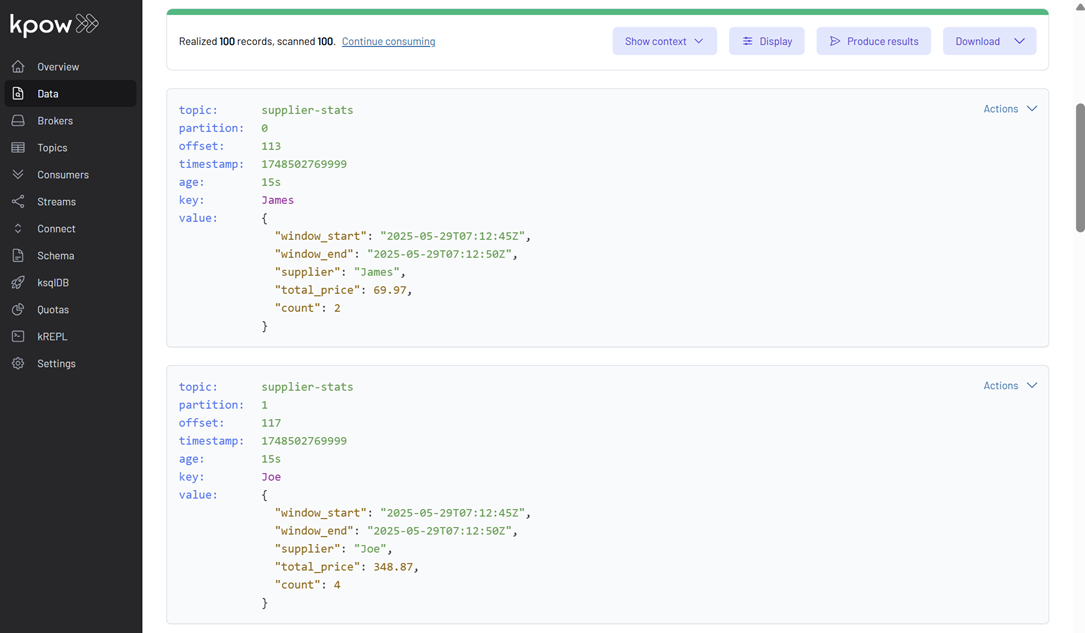 kpow
Overview
Data
Brokers
Topics
Consumers
Streams
Connect
Schema
ksqlDB
Quotas
kREPL
Settings
Realized 100 records, scanned 100. Continue consuming
Show context
Display
Produce results
Download
Actions
topic: supplier-stats
partition: 0
offset: 113
timestamp: 1748502769999
age: 15s
key: James
value: {
"window_start": "2025-05-29T07:12:45Z",
"window_end": "2025-05-29T07:12:50Z",
"supplier": "James",
"total_price": 69.97,
"count": 2
}
Actions
topic: supplier-stats
partition: 1
offset: 117
timestamp: 1748502769999
age: 15s
key: Joe
value: {
"window_start": "2025-05-29T07:12:45Z",
"window_end": "2025-05-29T07:12:50Z",
"supplier": "Joe",
"total_price": 348.87,
"count": 4
}